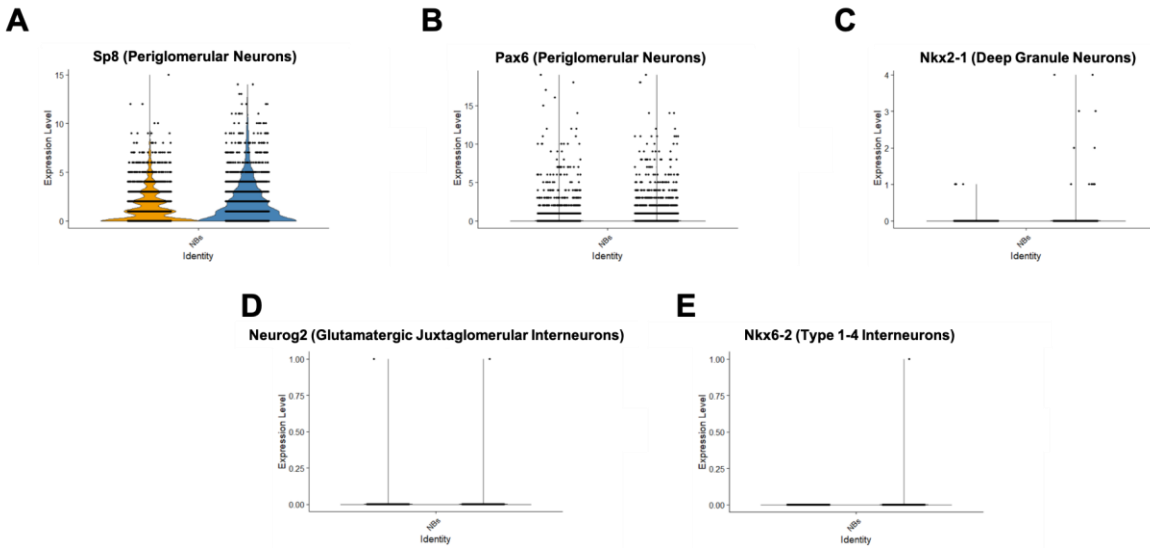 A
Sp8 (Periglomerular Neurons)
15
10
5
0
Expression Level
NBs
Identity
B
Pax6 (Periglomerular Neurons)
15
10
5
0
Expression Level
NBs
Identity
C
Nkx2-1 (Deep Granule Neurons)
4
3
2
1
0
Expression Level
NBs
Identity
D
Neurog2 (Glutamatergic Juxtaglomerular Interneurons)
1.00
0.75
0.50
0.25
0.00
Expression Level
NBs
Identity
E
Nkx6-2 (Type 1-4 Interneurons)
1.00
0.75
0.50
0.25
0.00
Expression Level
NBs
Identity